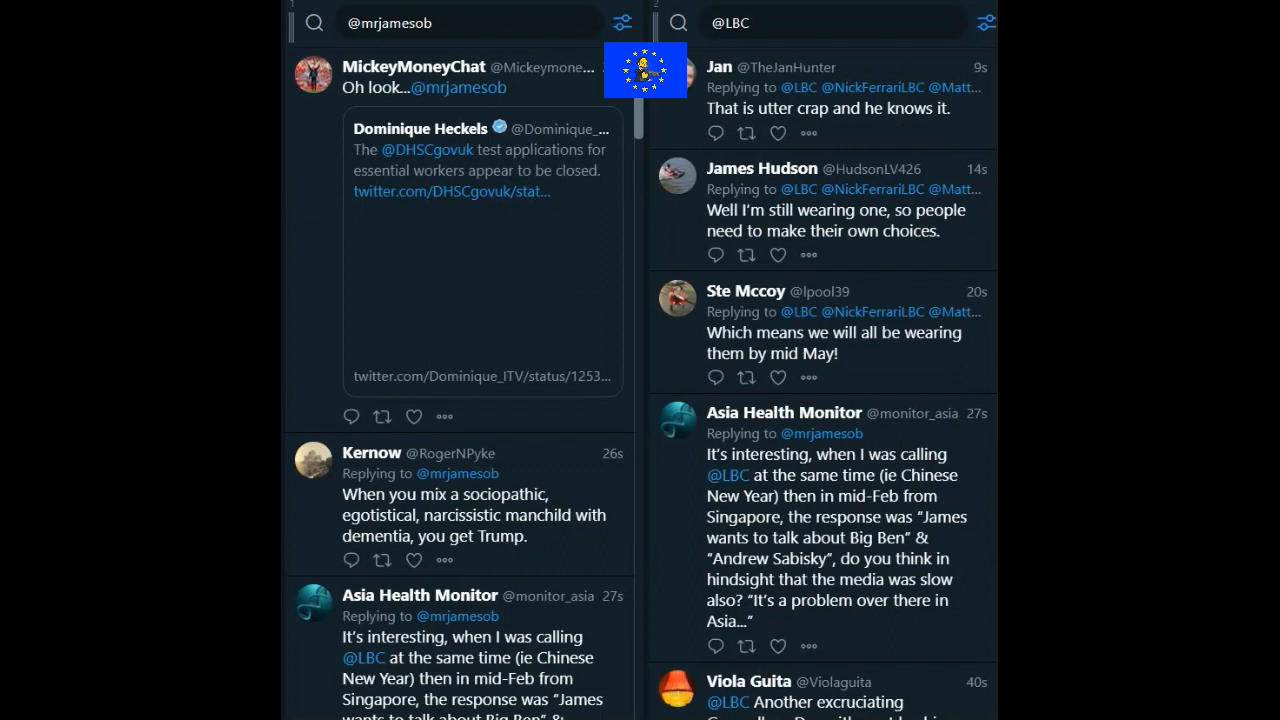 1
@mrjamesob
MickeyMoneyChat @Mickeymone...
Oh look...@mrjamesob
Dominique Heckels @Dominique_...
The @DHSCgovuk test applications for
essential workers appear to be closed.
twitter.com/DHSCgovuk/stat...
twitter.com/Dominique_ITV/status/1253...
Kernow @RogerNPyke 26s
Replying to @mrjamesob
When you mix a sociopathic,
egotistical, narcissistic manchild with
dementia, you get Trump.
Asia Health Monitor @monitor_asia 27s
Replying to @mrjamesob
It's interesting, when I was calling
@LBC at the same time (ie Chinese
New Year) then in mid-Feb from
Singapore, the response was "James
wants to talk about Big Ben" &
2
@LBC
Jan @TheJanHunter 9s
Replying to @LBC @NickFerrariLBC @Matt...
That is utter crap and he knows it.
James Hudson @HudsonLV426 14s
Replying to @LBC @NickFerrariLBC @Matt...
Well I'm still wearing one, so people
need to make their own choices.
Ste Mccoy @lpool39 20s
Replying to @LBC @NickFerrariLBC @Matt...
Which means we will all be wearing
them by mid May!
Asia Health Monitor @monitor_asia 27s
Replying to @mrjamesob
It's interesting, when I was calling
@LBC at the same time (ie Chinese
New Year) then in mid-Feb from
Singapore, the response was "James
wants to talk about Big Ben" &
"Andrew Sabisky", do you think in
hindsight that the media was slow
also? "It's a problem over there in
Asia..."
Viola Guita @Violaguita 40s
@LBC Another excruciating